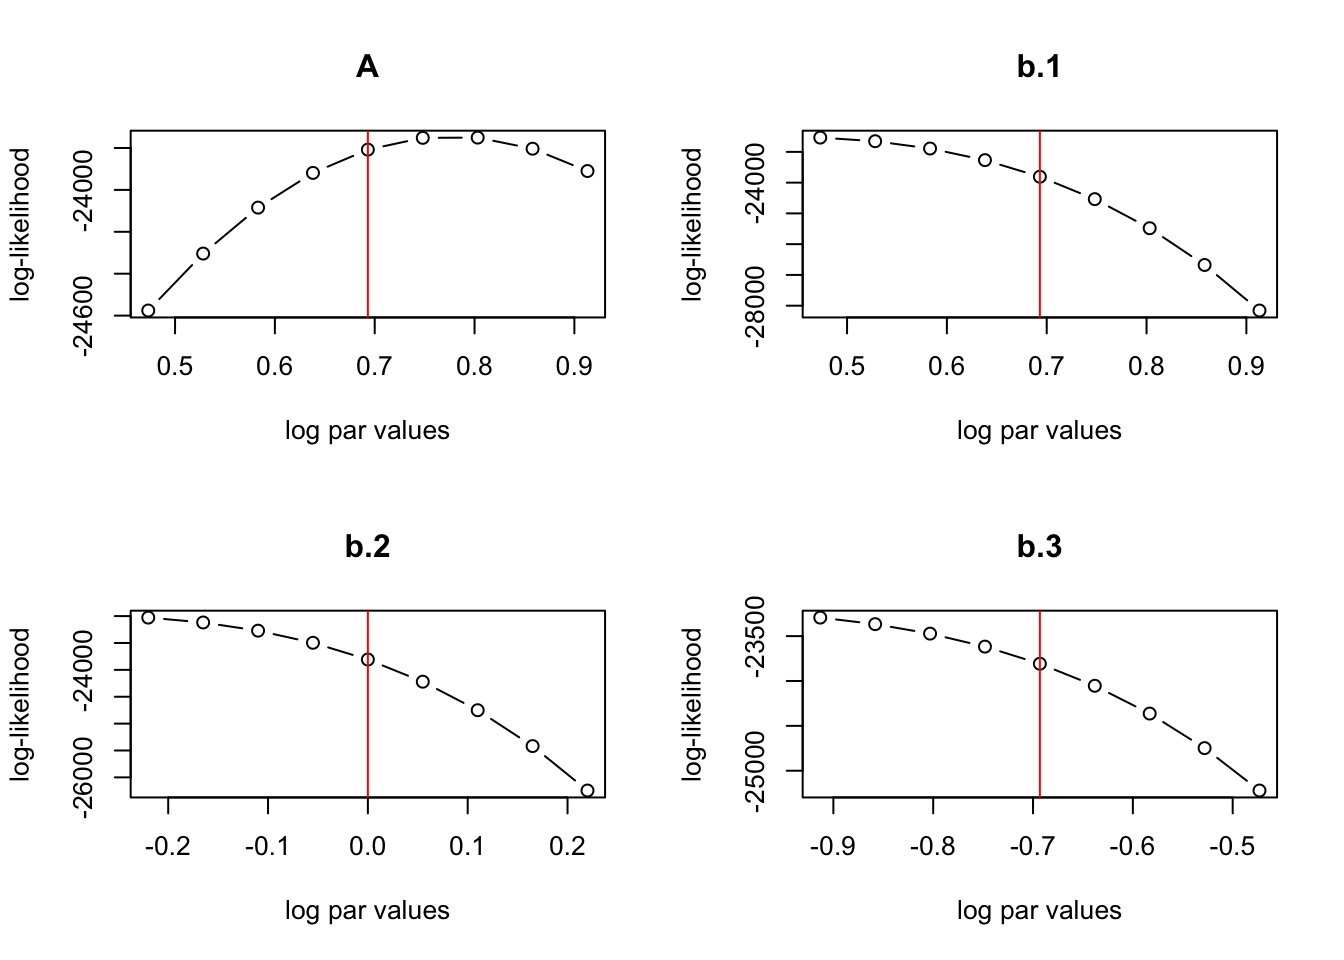 A
log-likelihood
-24000
-24600
0.5 0.6 0.7 0.8 0.9
log par values
b.1
log-likelihood
-24000
-28000
0.5 0.6 0.7 0.8 0.9
log par values
b.2
log-likelihood
-24000
-26000
-0.2 -0.1 0.0 0.1 0.2
log par values
b.3
log-likelihood
-23500
-25000
-0.9 -0.8 -0.7 -0.6 -0.5
log par values